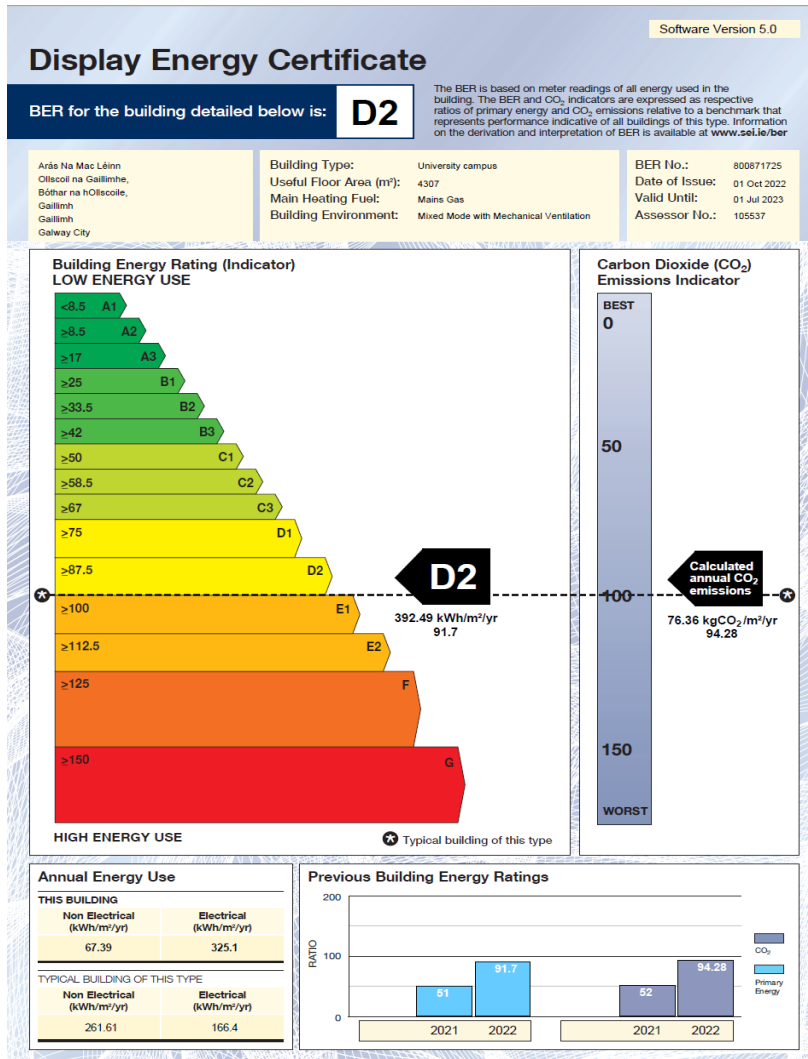 Software Version 5.0
Display Energy Certificate
BER for the building detailed below is: D2
The BER is based on meter readings of all energy used in the
building. The BER and CO₂ indicators are expressed as respective
ratios of primary energy and CO₂ emissions relative to a benchmark that
represents performance indicative of all buildings of this type. Information
on the derivation and interpretation of BER is available at www.sei.ie/ber
Arás Na Mac Léinn
Ollscoil na Gaillimhe,
Bóthar na hOllscoile,
Gaillimh
Gaillimh
Galway City
Building Type: University campus
Useful Floor Area (m²): 4307
Main Heating Fuel: Mains Gas
Building Environment: Mixed Mode with Mechanical Ventilation
BER No.: 800871725
Date of Issue: 01 Oct 2022
Valid Until: 01 Jul 2023
Assessor No.: 105537
Building Energy Rating (Indicator)
LOW ENERGY USE
<8.5 A1
≥8.5 A2
≥17 A3
≥25 B1
≥33.5 B2
≥42 B3
≥50 C1
≥58.5 C2
≥67 C3
≥75 D1
≥87.5 D2
≥100 E1
≥112.5 E2
≥125 F
≥150 G
D2
392.49 kWh/m²/yr
91.7
HIGH ENERGY USE
Typical building of this type
Carbon Dioxide (CO₂)
Emissions Indicator
BEST
0
50
100
150
WORST
Calculated
annual CO₂
emissions
76.36 kgCO₂/m²/yr
94.28
Annual Energy Use
THIS BUILDING
Non Electrical Electrical
(kWh/m²/yr) (kWh/m²/yr)
67.39 325.1
TYPICAL BUILDING OF THIS TYPE
Non Electrical Electrical
(kWh/m²/yr) (kWh/m²/yr)
261.61 166.4
Previous Building Energy Ratings
RATIO
200
100
0
51 91.7 52 94.28
2021 2022 2021 2022
CO₂
Primary
Energy